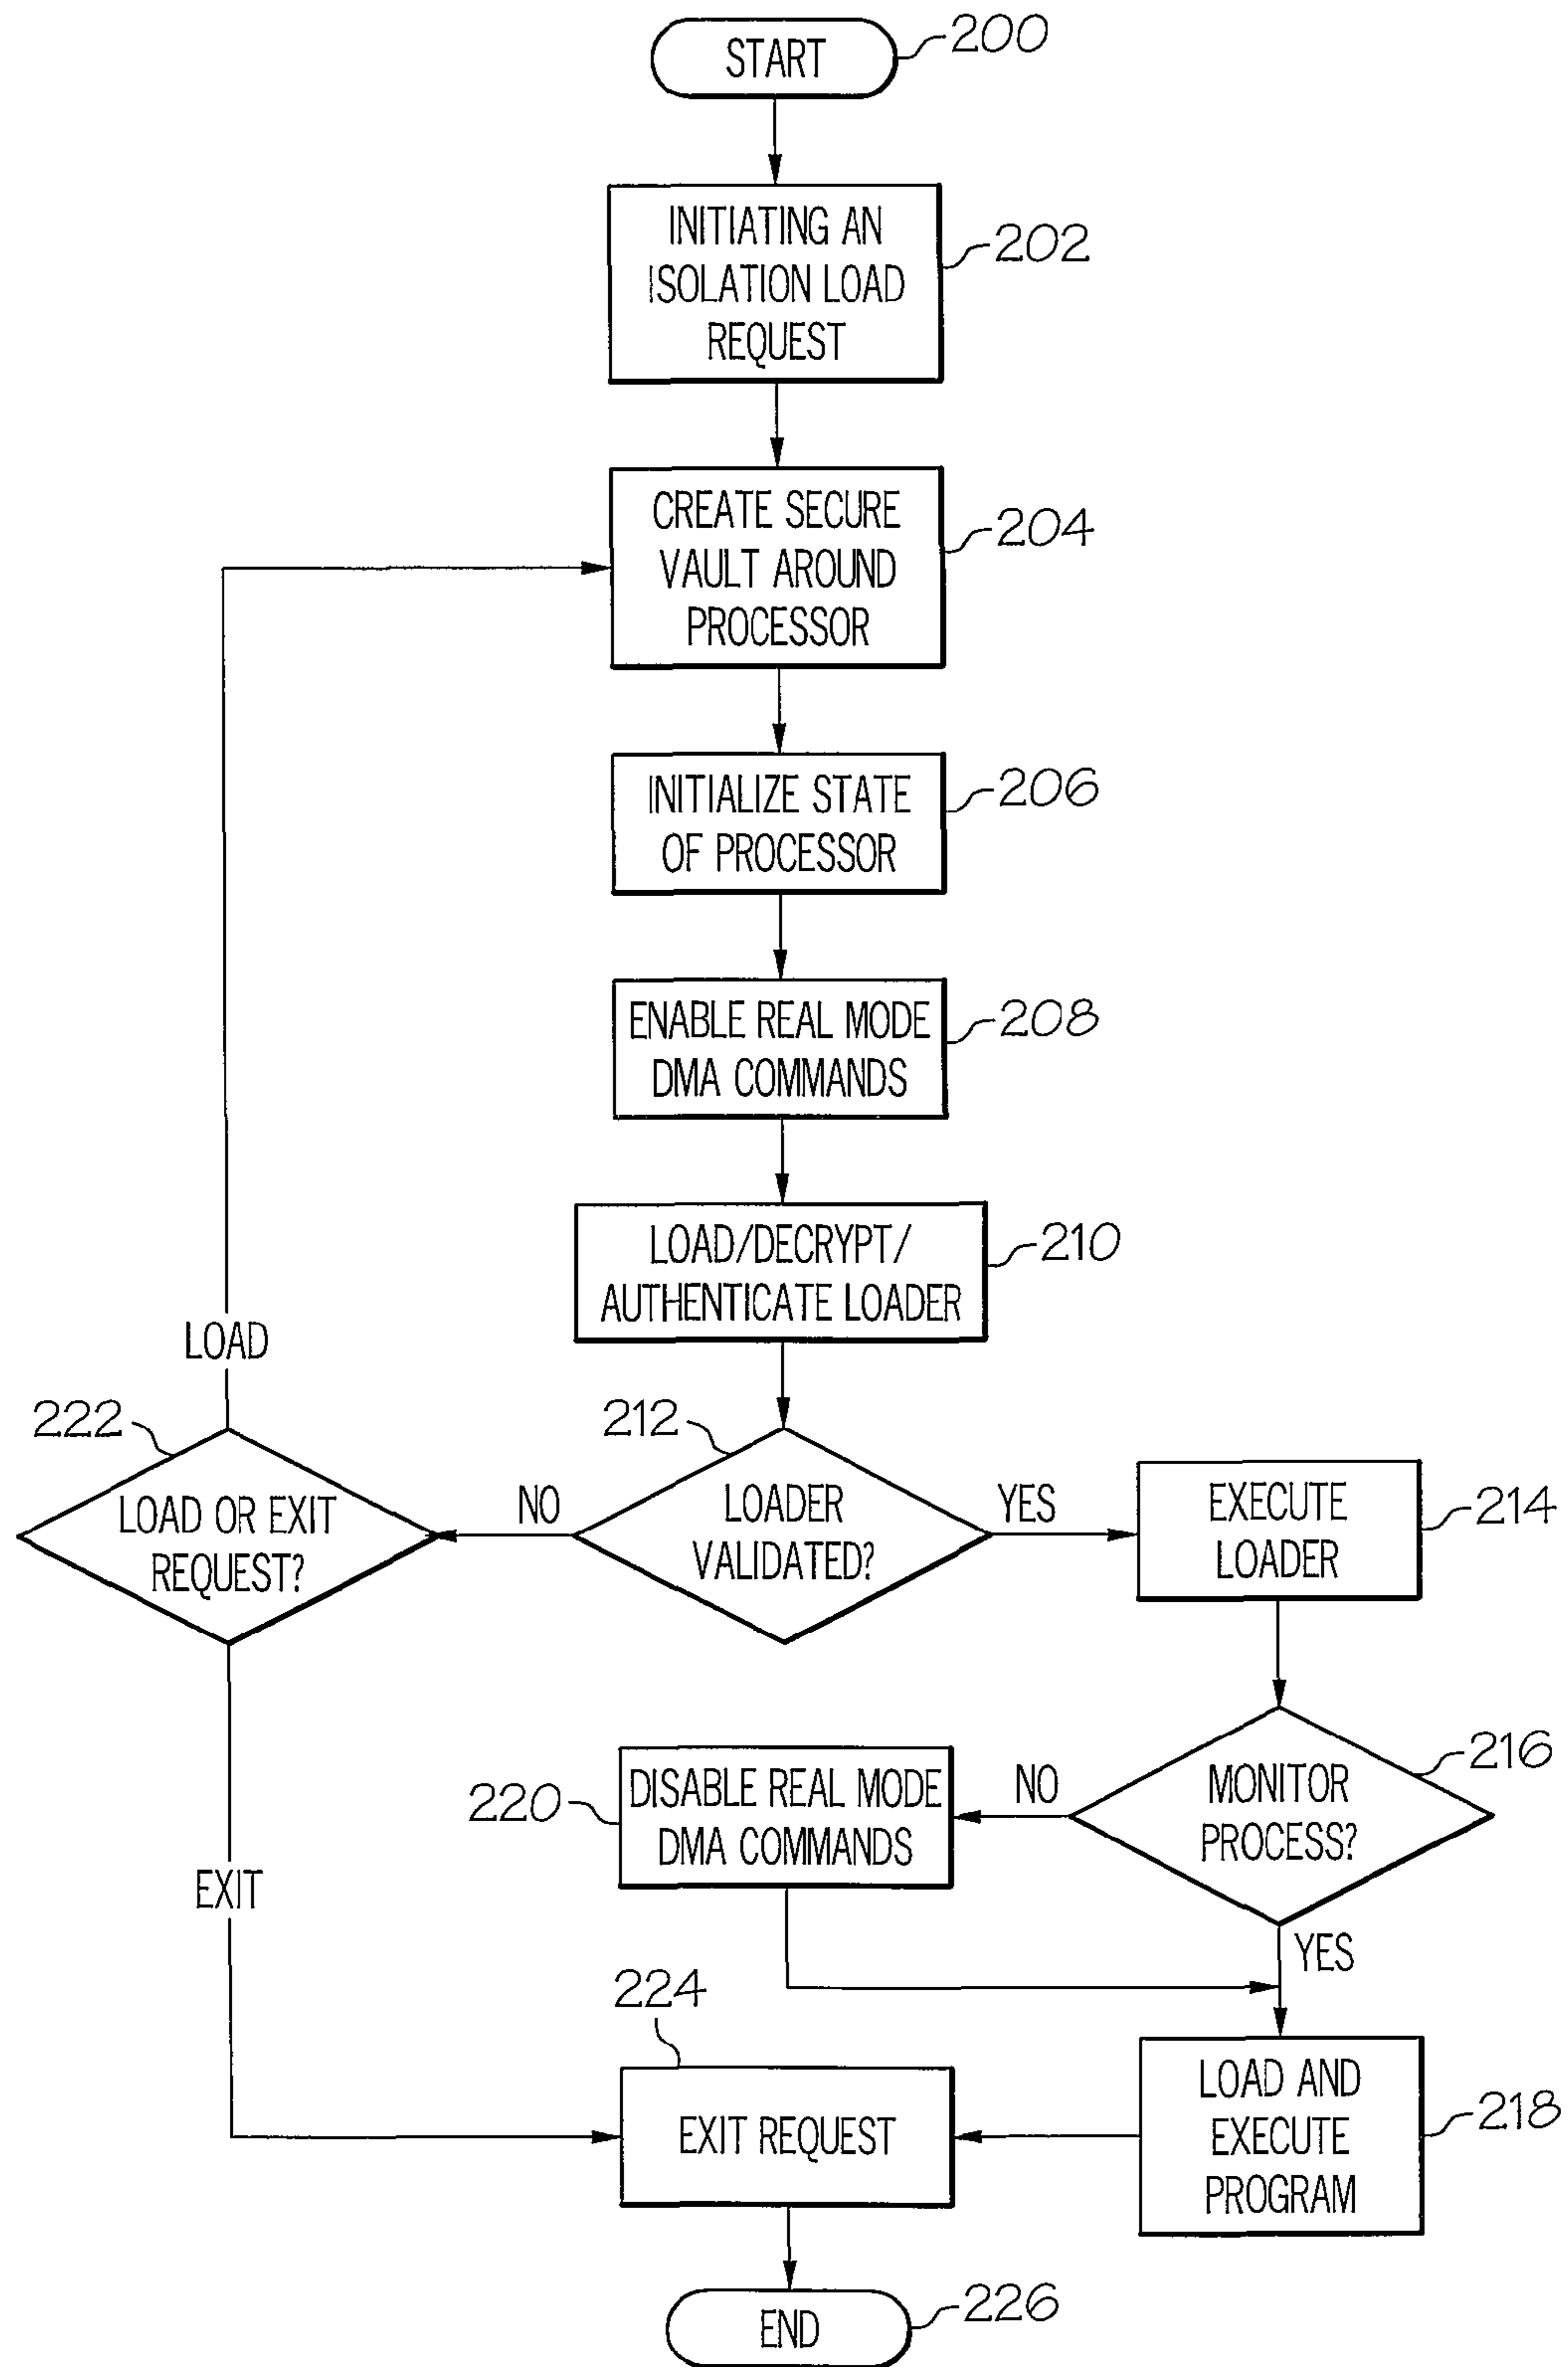 START
200
INITIATING AN
ISOLATION LOAD
REQUEST
202
CREATE SECURE
VAULT AROUND
PROCESSOR
204
INITIALIZE STATE
OF PROCESSOR
206
ENABLE REAL MODE
DMA COMMANDS
208
LOAD/DECRYPT/
AUTHENTICATE LOADER
210
LOAD
222
LOAD OR EXIT
REQUEST?
NO
212
LOADER
VALIDATED?
YES
EXECUTE
LOADER
214
MONITOR
PROCESS?
216
NO
220
DISABLE REAL MODE
DMA COMMANDS
EXIT
YES
224
EXIT REQUEST
LOAD AND
EXECUTE
PROGRAM
218
END
226